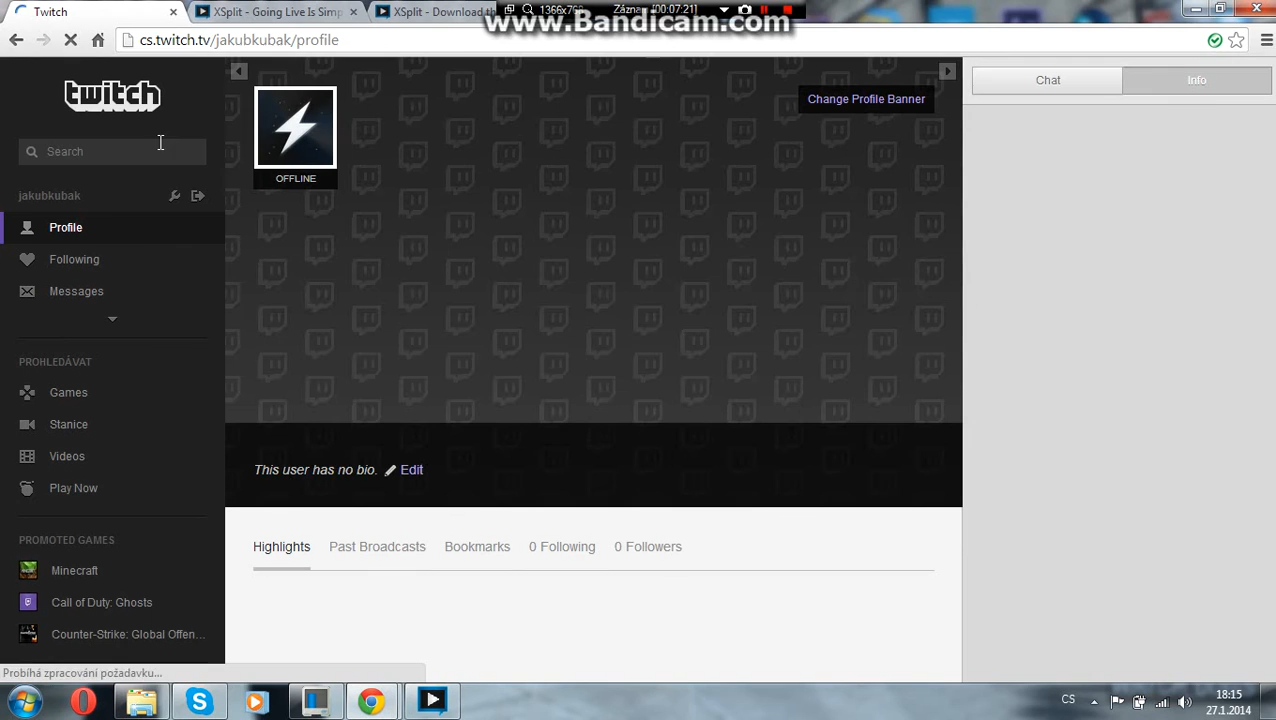 Twitch
XSplit - Going Live Is Simp
XSplit - Download th
1366x768
Záznam
[00:07:21]
www.Bandicam.com
cs.twitch.tv/jakubkubak/profile
twitch
Search
jakubkubak
Profile
Following
Messages
PROHLEDÁVAT
Games
Stanice
Videos
Play Now
PROMOTED GAMES
Minecraft
Call of Duty: Ghosts
Counter-Strike: Global Offen...
Probíhá zpracování požadavku...
OFFLINE
Change Profile Banner
This user has no bio. Edit
Highlights Past Broadcasts Bookmarks 0 Following 0 Followers
Chat Info
CS
18:15
27.1.2014